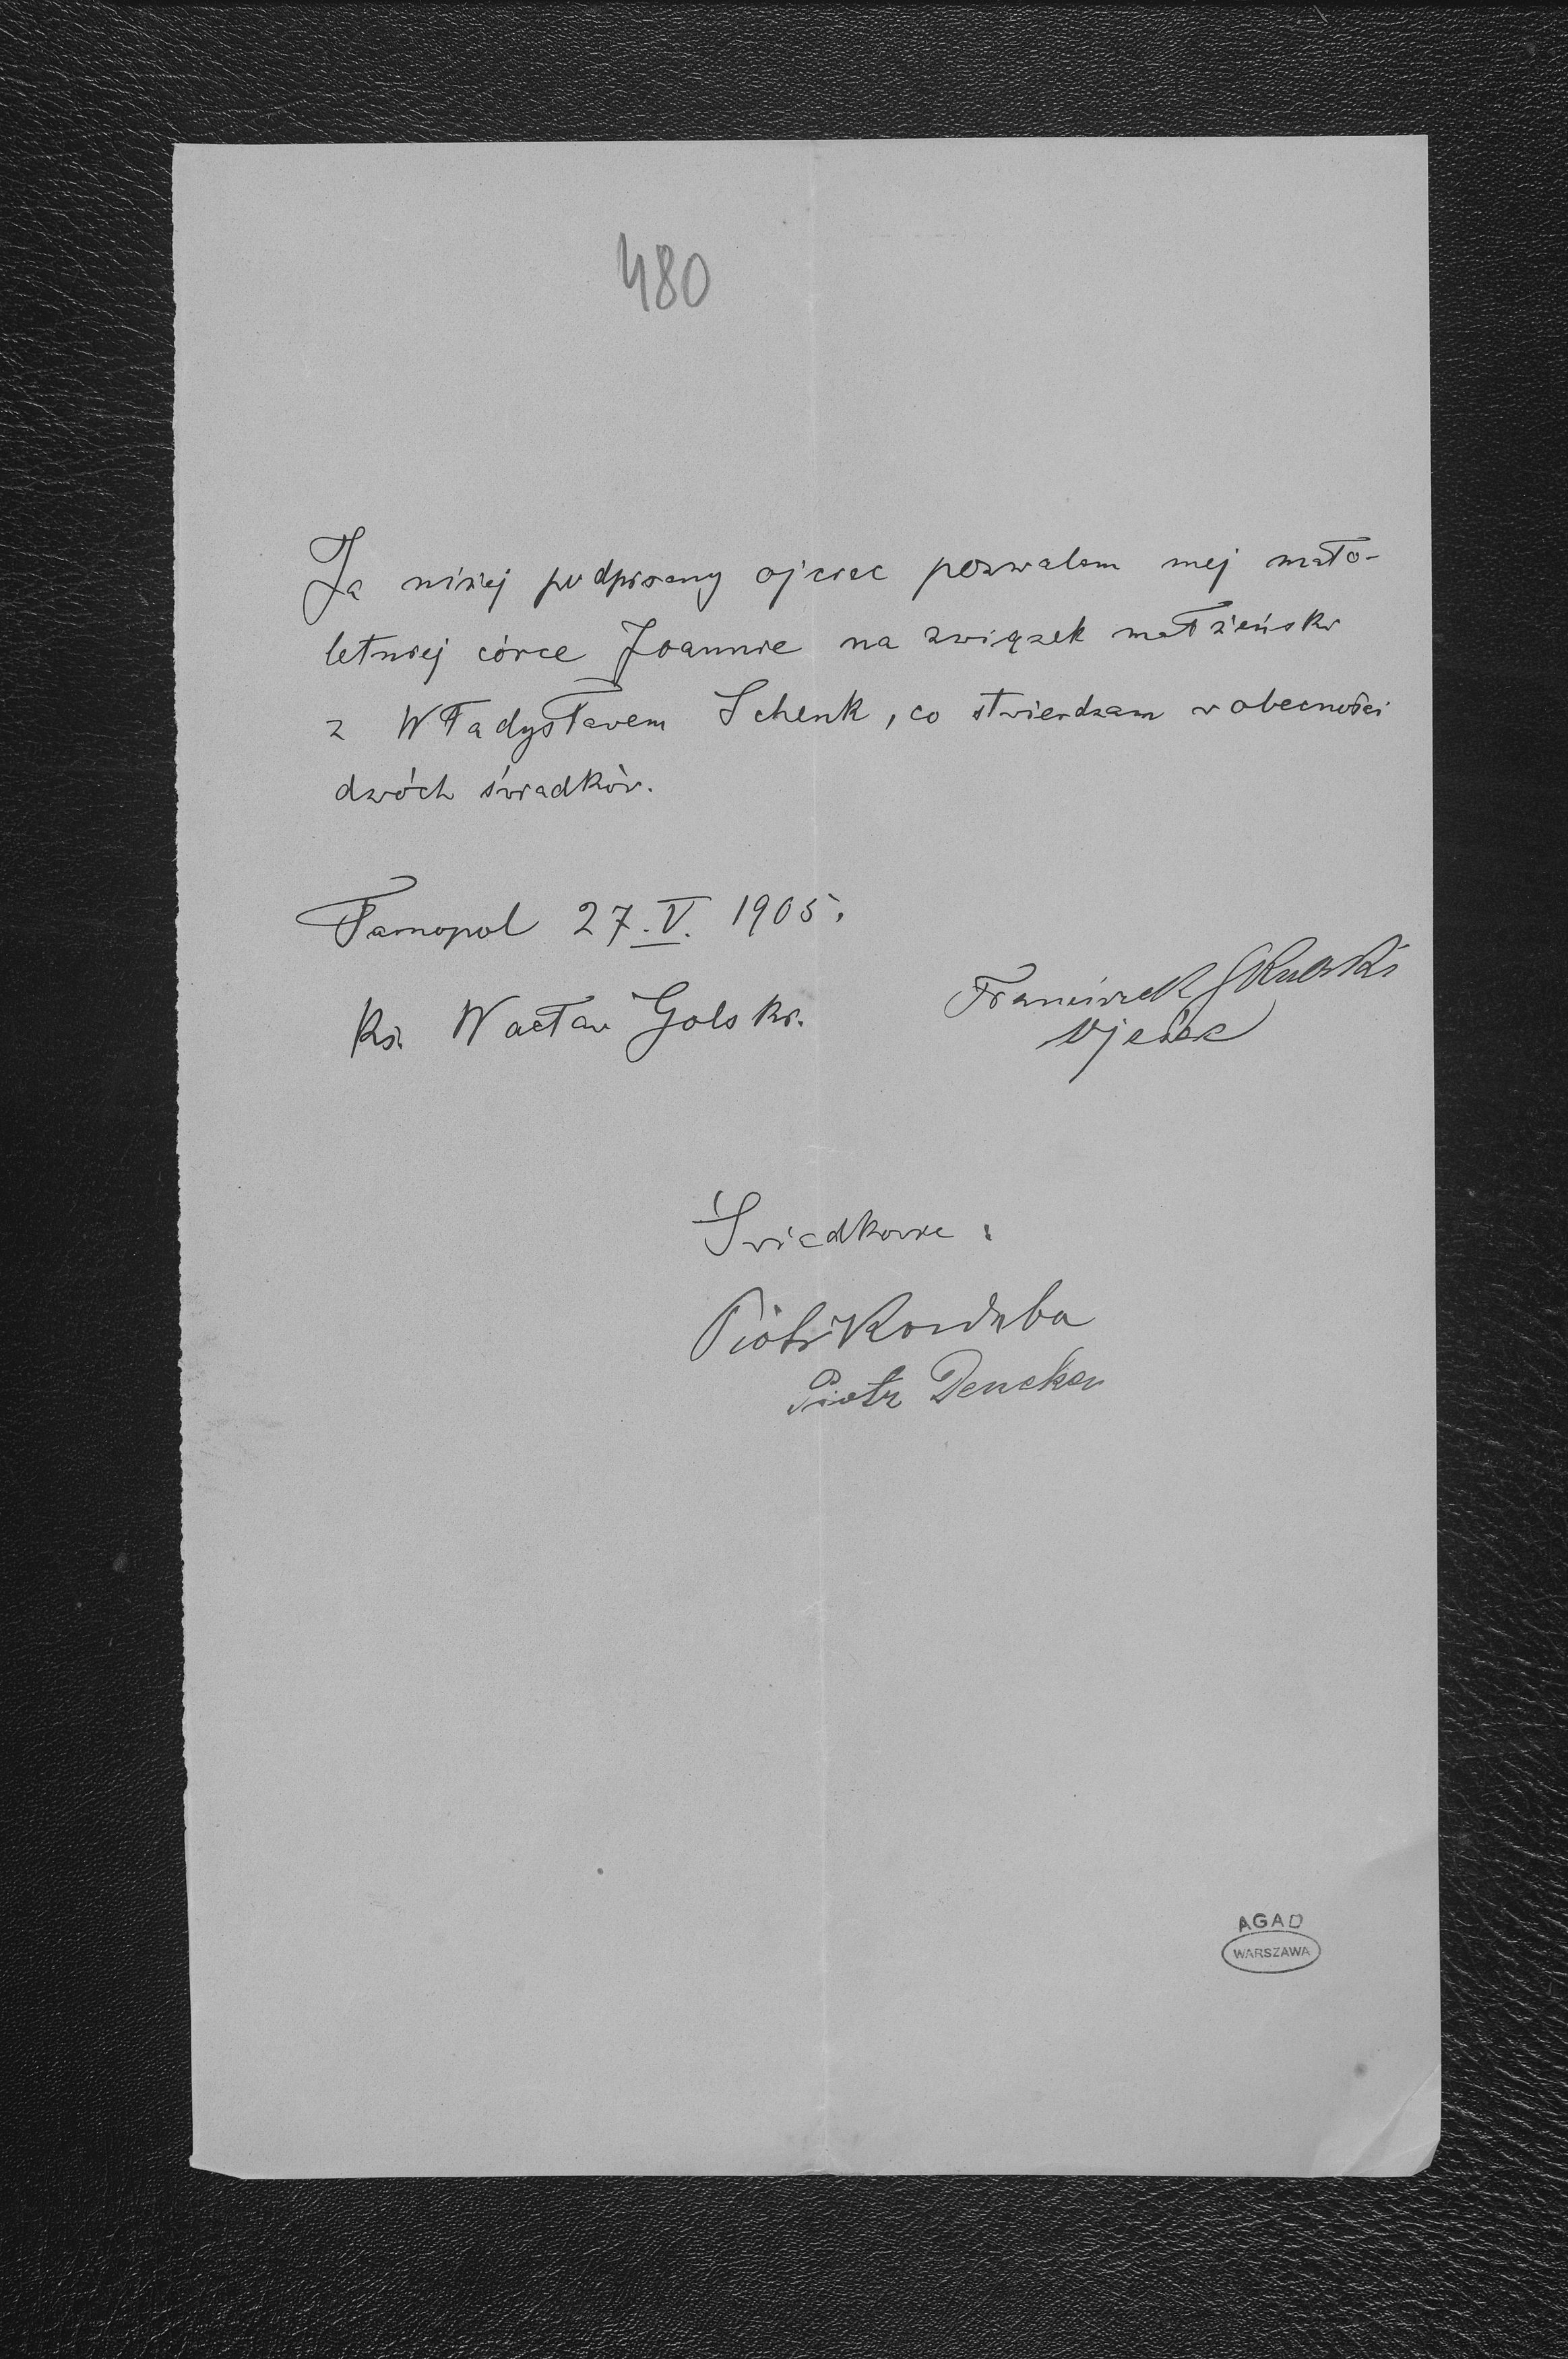 480
Ja niżej podpisany ojciec pozwalam mej mało-
letniej córce Joannie na związek małżeński
z Władysławem Schenk, co stwierdzam w obecności
dwóch świadków.
Tarnopol 27. V. 1905.
Franciszek
Ojciec
Ks. Wacław Golski.
Świadkowie:
Piotr Korduba
Piotr
AGAD
WARSZAWA